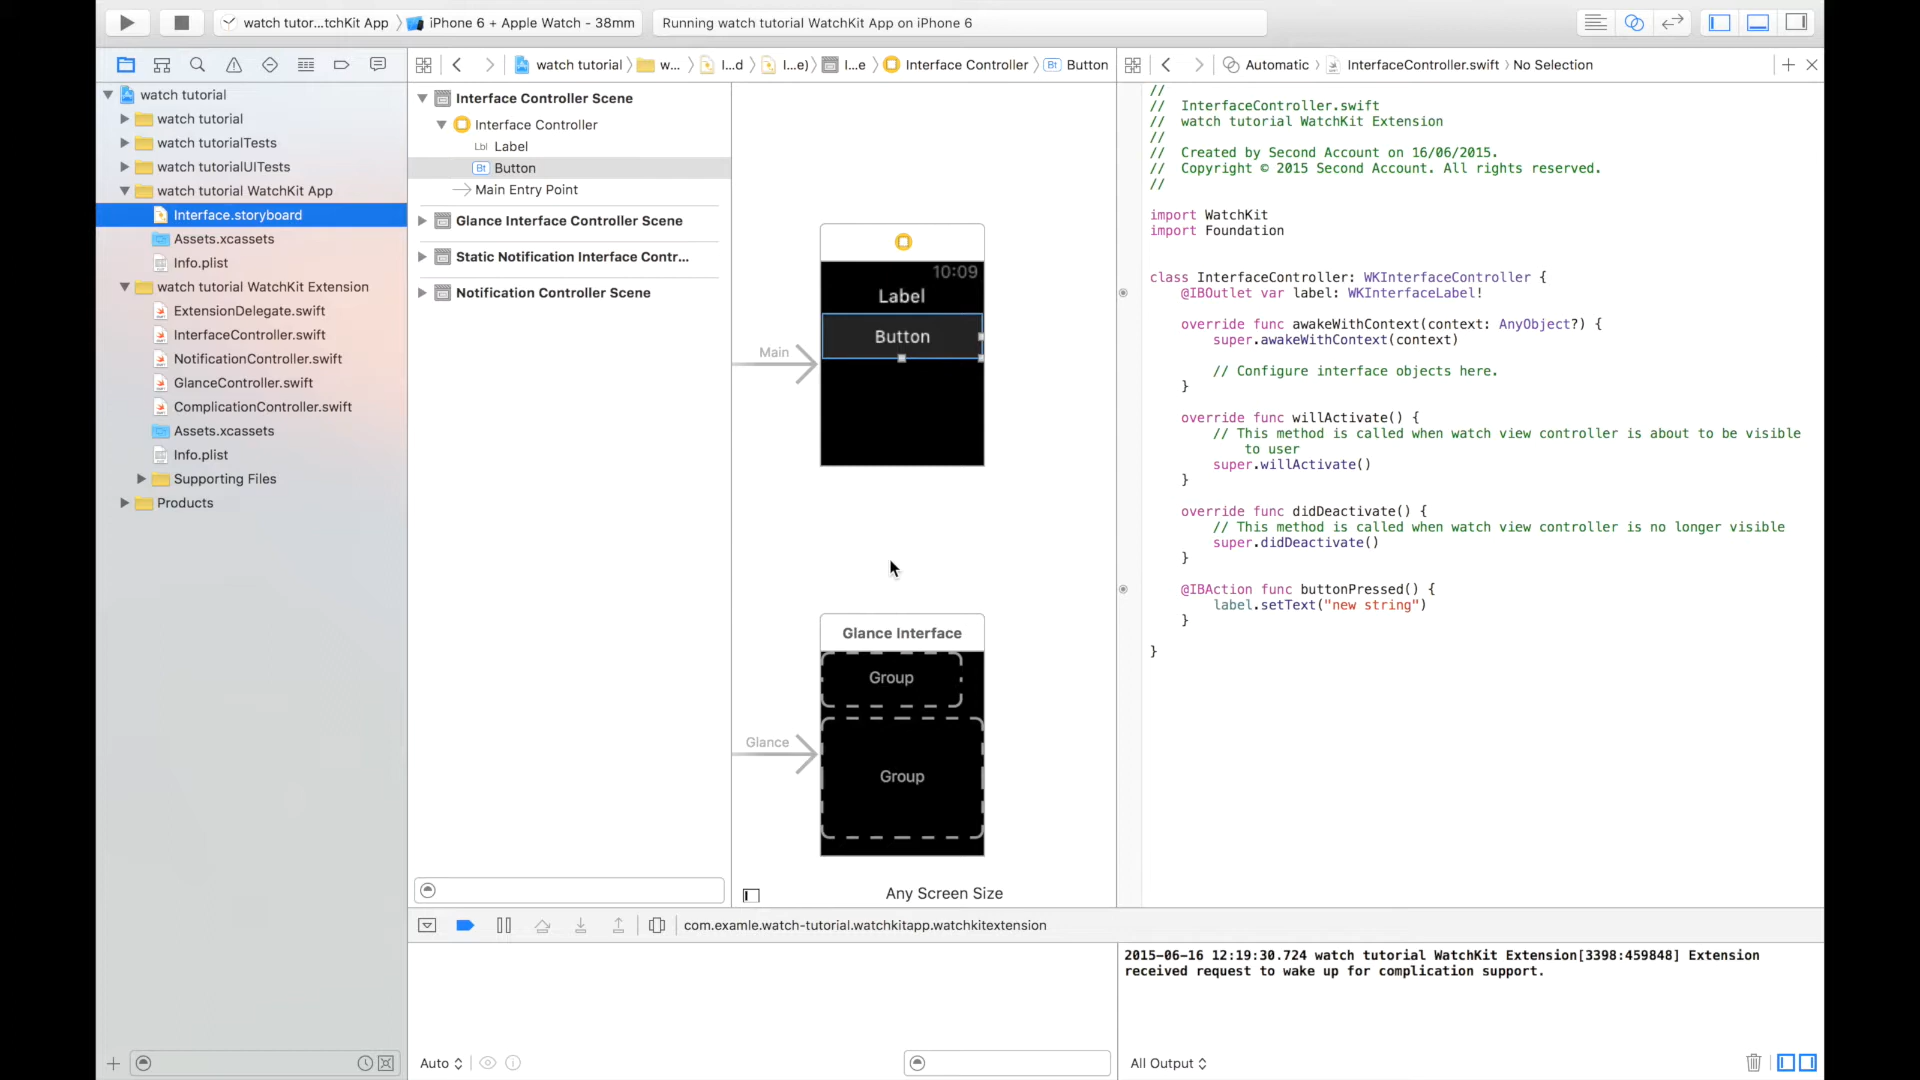 watch tutor...tchKit App
iPhone 6 + Apple Watch - 38mm
Running watch tutorial WatchKit App on iPhone 6
watch tutorial
w...
I...d
I...e)
I...e
Interface Controller
Bt
Button
Automatic
InterfaceController.swift
No Selection
watch tutorial
watch tutorial
watch tutorialTests
watch tutorialUITests
watch tutorial WatchKit App
Interface.storyboard
Assets.xcassets
Info.plist
watch tutorial WatchKit Extension
ExtensionDelegate.swift
InterfaceController.swift
NotificationController.swift
GlanceController.swift
ComplicationController.swift
Assets.xcassets
Info.plist
Supporting Files
Products
Interface Controller Scene
Interface Controller
Lbl Label
Bt Button
Main Entry Point
Glance Interface Controller Scene
Static Notification Interface Contr...
Notification Controller Scene
10:09
Label
Button
Main
Glance Interface
Group
Glance
Group
Any Screen Size
//
// InterfaceController.swift
// watch tutorial WatchKit Extension
//
// Created by Second Account on 16/06/2015.
// Copyright © 2015 Second Account. All rights reserved.
//
import WatchKit
import Foundation
class InterfaceController: WKInterfaceController {
@IBOutlet var label: WKInterfaceLabel!
override func awakeWithContext(context: AnyObject?) {
super.awakeWithContext(context)
// Configure interface objects here.
}
override func willActivate() {
// This method is called when watch view controller is about to be visible
to user
super.willActivate()
}
override func didDeactivate() {
// This method is called when watch view controller is no longer visible
super.didDeactivate()
}
@IBAction func buttonPressed() {
label.setText("new string")
}
}
com.examle.watch-tutorial.watchkitapp.watchkitextension
2015-06-16 12:19:30.724 watch tutorial WatchKit Extension[3398:459848] Extension
received request to wake up for complication support.
Auto
All Output